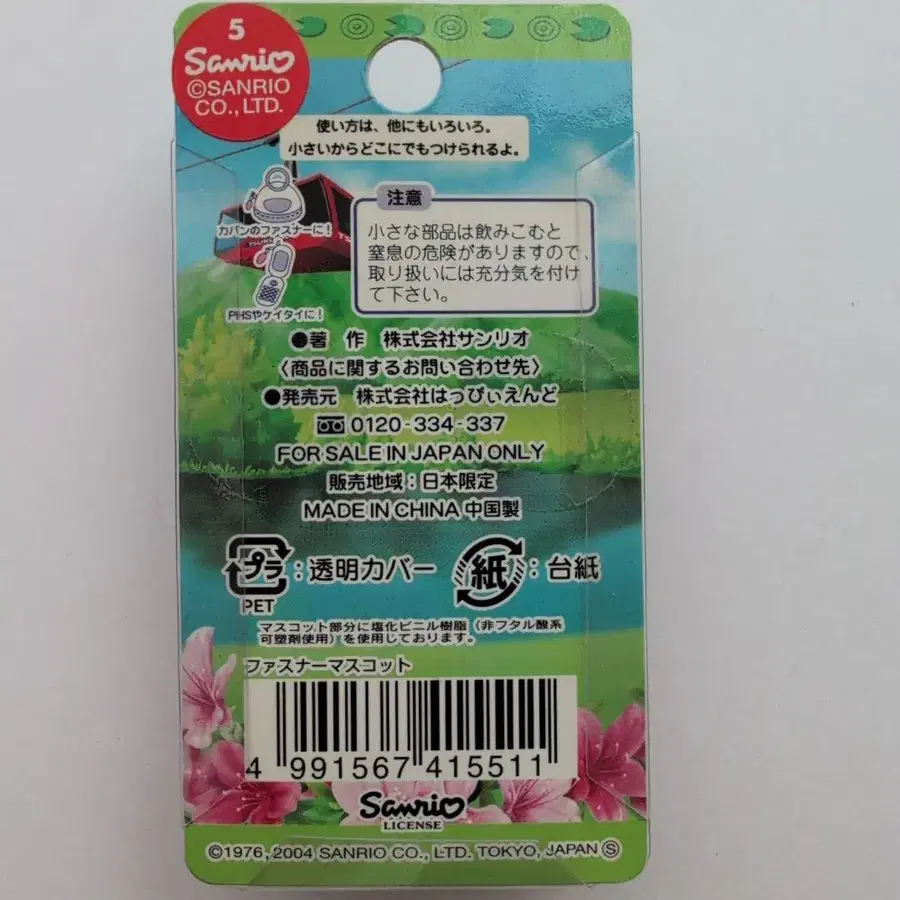 5
Sanrio
©SANRIO
CO., LTD.
使い方は、他にもいろいろ。
小さいからどこにでもつけられるよ。
カバンのファスナーに!
PHSやケイタイに!
注意
小さな部品は飲みこむと
窒息の危険がありますので、
取り扱いには充分気を付け
て下さい。
●著 作 株式会社サンリオ
〈商品に関するお問い合わせ先〉
●発売元 株式会社はっぴぃえんど
0120-334-337
FOR SALE IN JAPAN ONLY
販売地域:日本限定
MADE IN CHINA 中国製
プラ:透明カバー 紙:台紙
PET
マスコット部分に塩化ビニル樹脂(非フタル酸系
可塑剤使用)を使用しております。
ファスナーマスコット
4 991567 415511
Sanrio
LICENSE
©1976, 2004 SANRIO CO., LTD. TOKYO, JAPAN Ⓢ